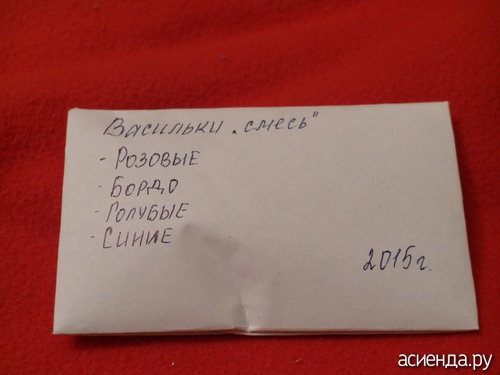 Васильки „смесь"
- Розовые
- Бордо
- Голубые
- Синие
2015г.
асиенда.ру